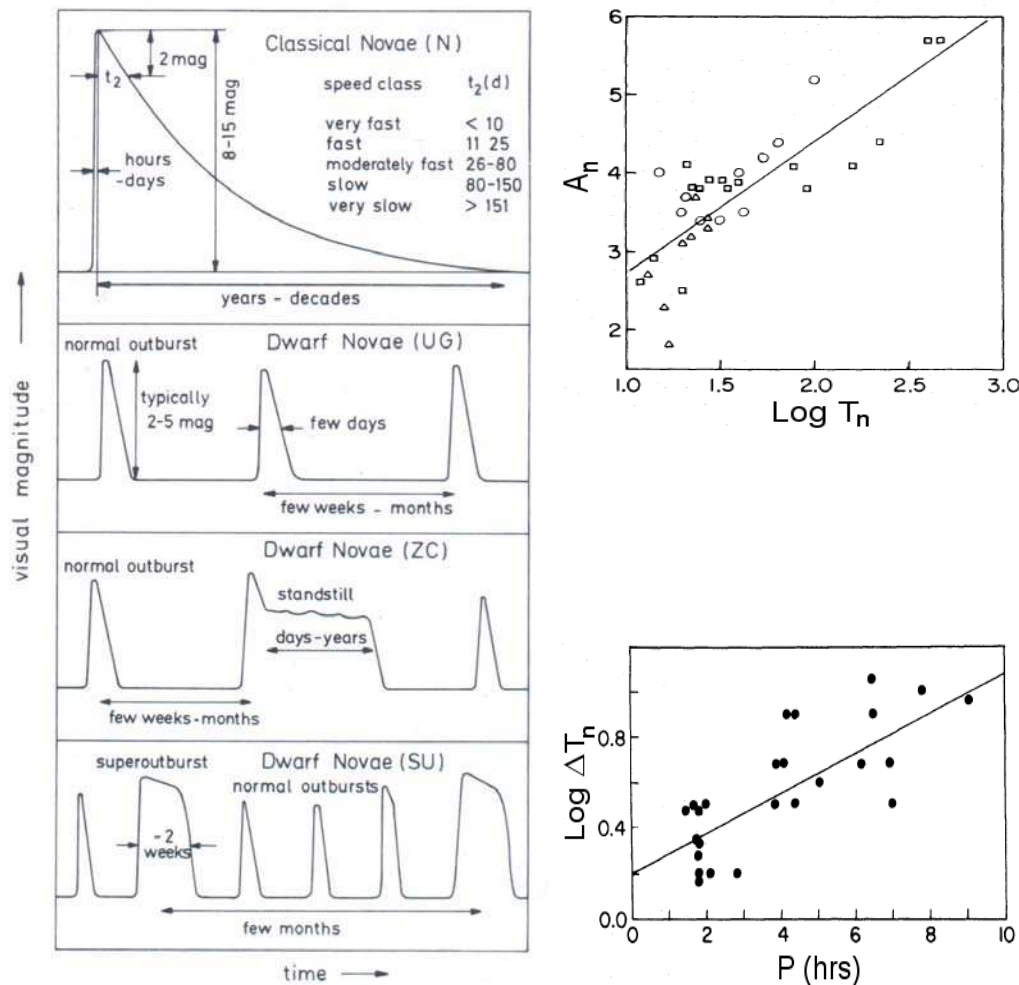 Classical Novae (N)
2 mag
t2
8-15 mag
speed class t2(d)
very fast < 10
fast 11 25
moderately fast 26-80
slow 80-150
very slow > 151
hours
-days
years - decades
Dwarf Novae (UG)
normal outburst
typically
2-5 mag
few days
few weeks - months
Dwarf Novae (ZC)
normal outburst
standstill
days-years
few weeks-months
Dwarf Novae (SU)
superoutburst
normal outbursts
~2
weeks
few months
visual magnitude
time
6
5
4
3
2
An
1.0 1.5 2.0 2.5 3.0
Log Tn
0.8
0.4
0.0
Log ΔTn
0 2 4 6 8 10
P (hrs)